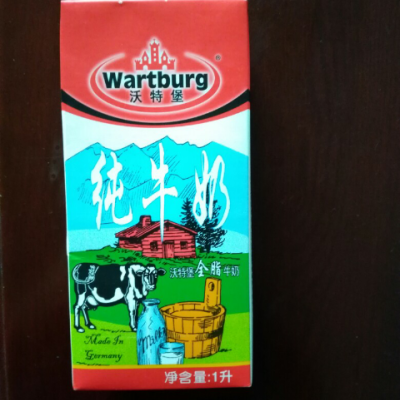 Wartburg
沃特堡
纯牛奶
沃特堡全脂牛奶
Made In
Germany
Milk
净含量:1升